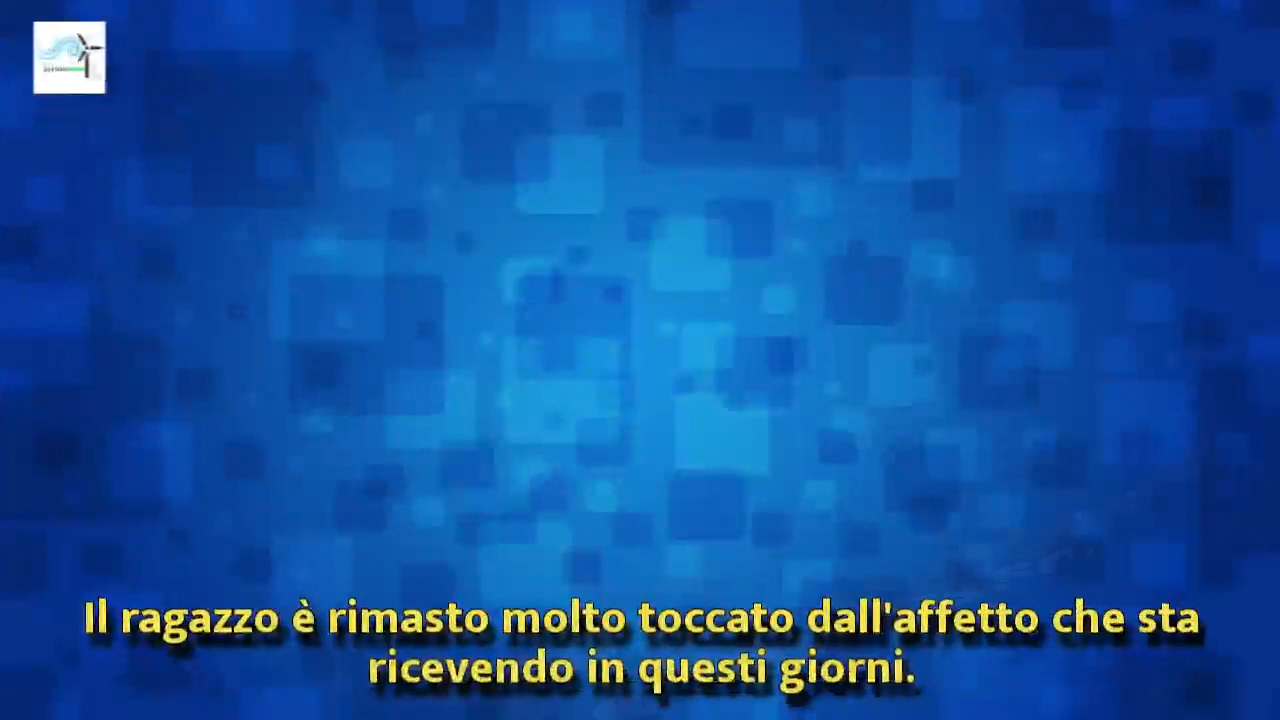 Il ragazzo è rimasto molto toccato dall'affetto che sta
ricevendo in questi giorni.